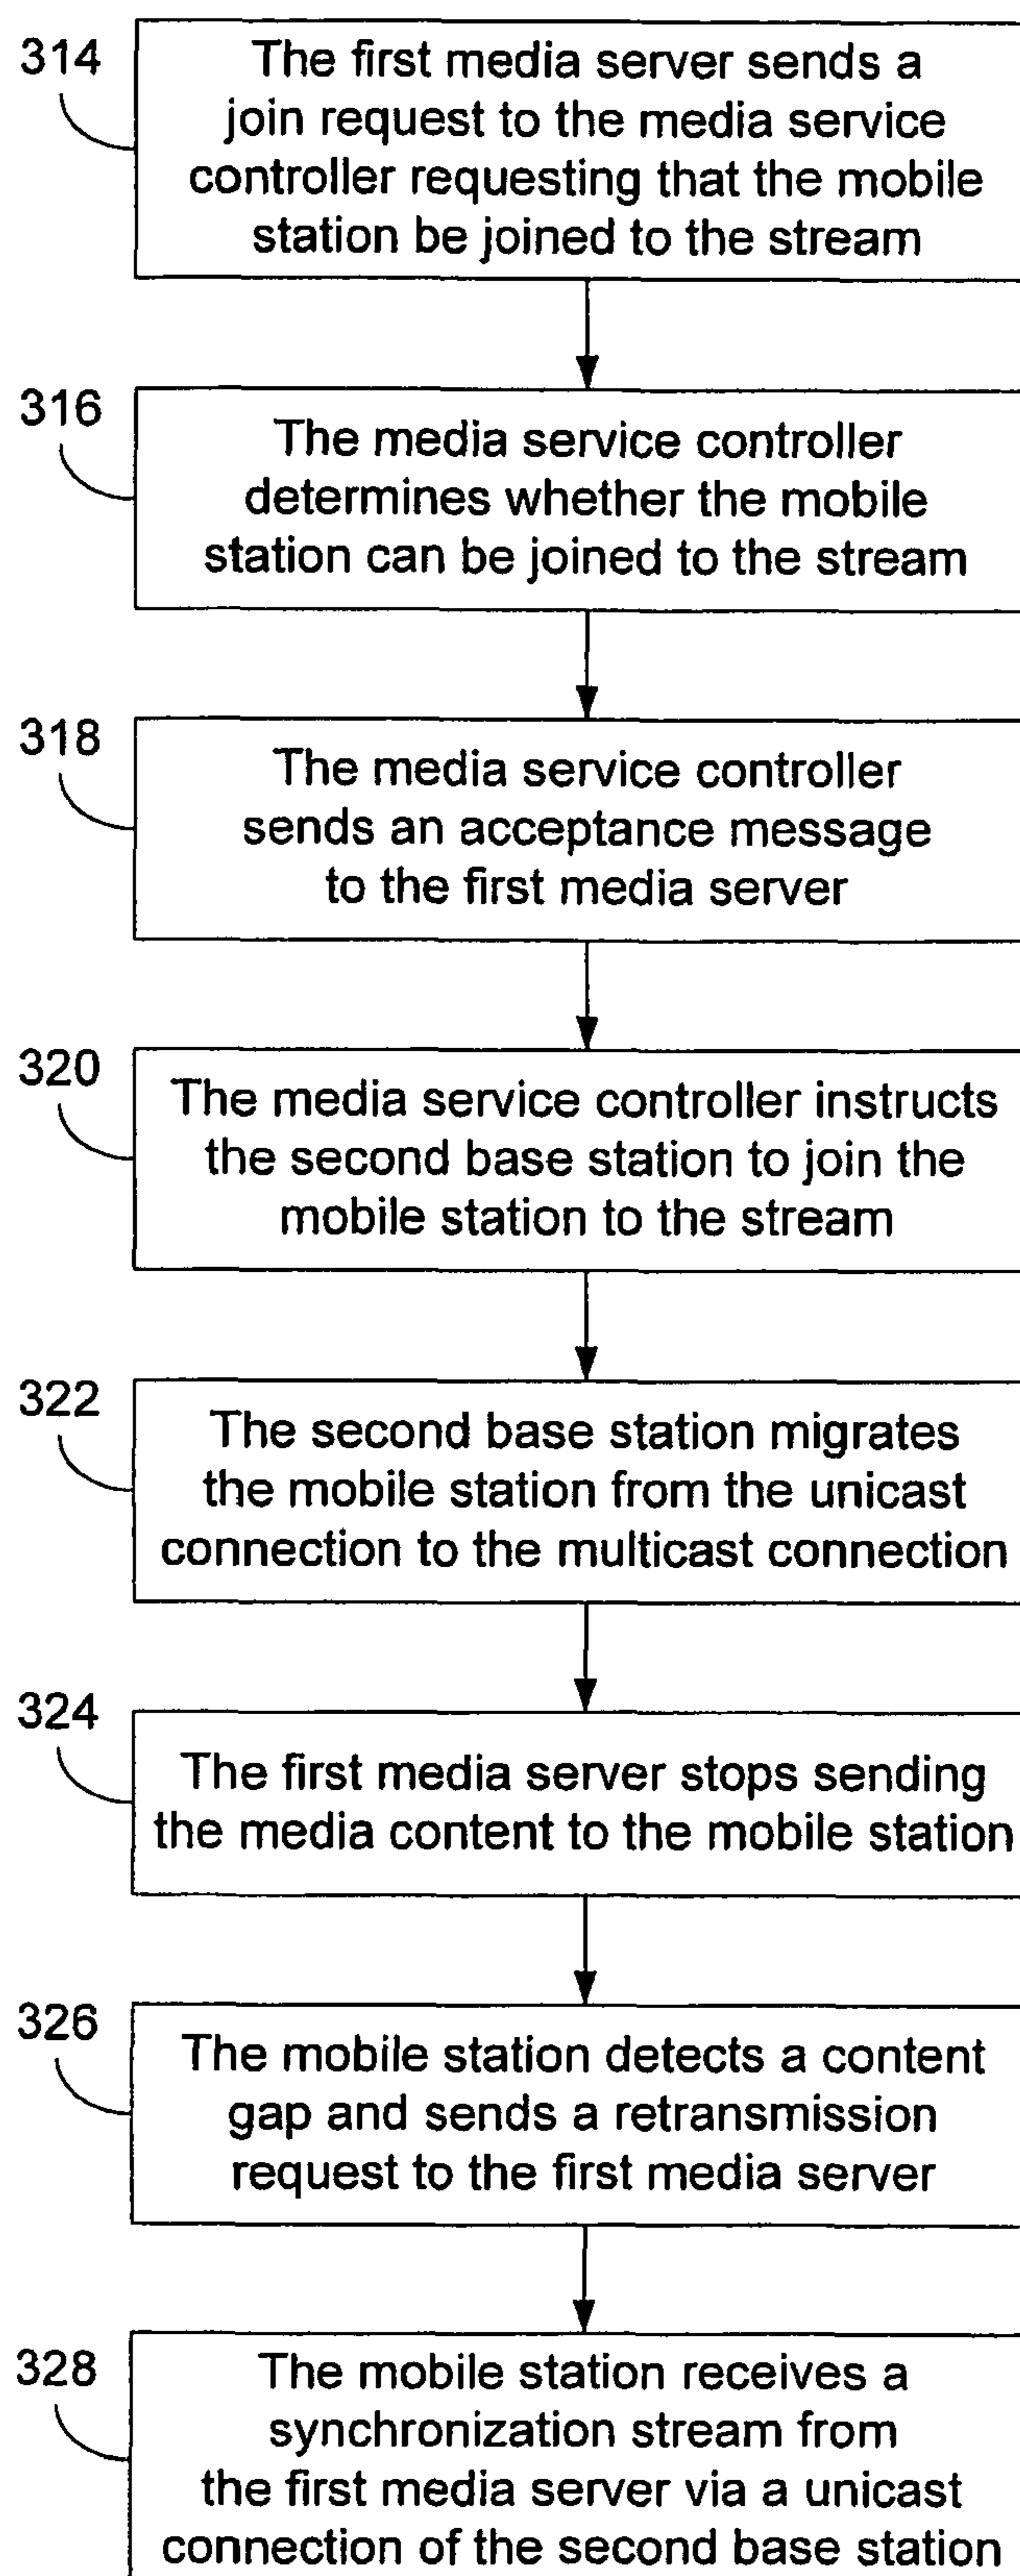 314
The first media server sends a
join request to the media service
controller requesting that the mobile
station be joined to the stream
316
The media service controller
determines whether the mobile
station can be joined to the stream
318
The media service controller
sends an acceptance message
to the first media server
320
The media service controller instructs
the second base station to join the
mobile station to the stream
322
The second base station migrates
the mobile station from the unicast
connection to the multicast connection
324
The first media server stops sending
the media content to the mobile station
326
The mobile station detects a content
gap and sends a retransmission
request to the first media server
328
The mobile station receives a
synchronization stream from
the first media server via a unicast
connection of the second base station